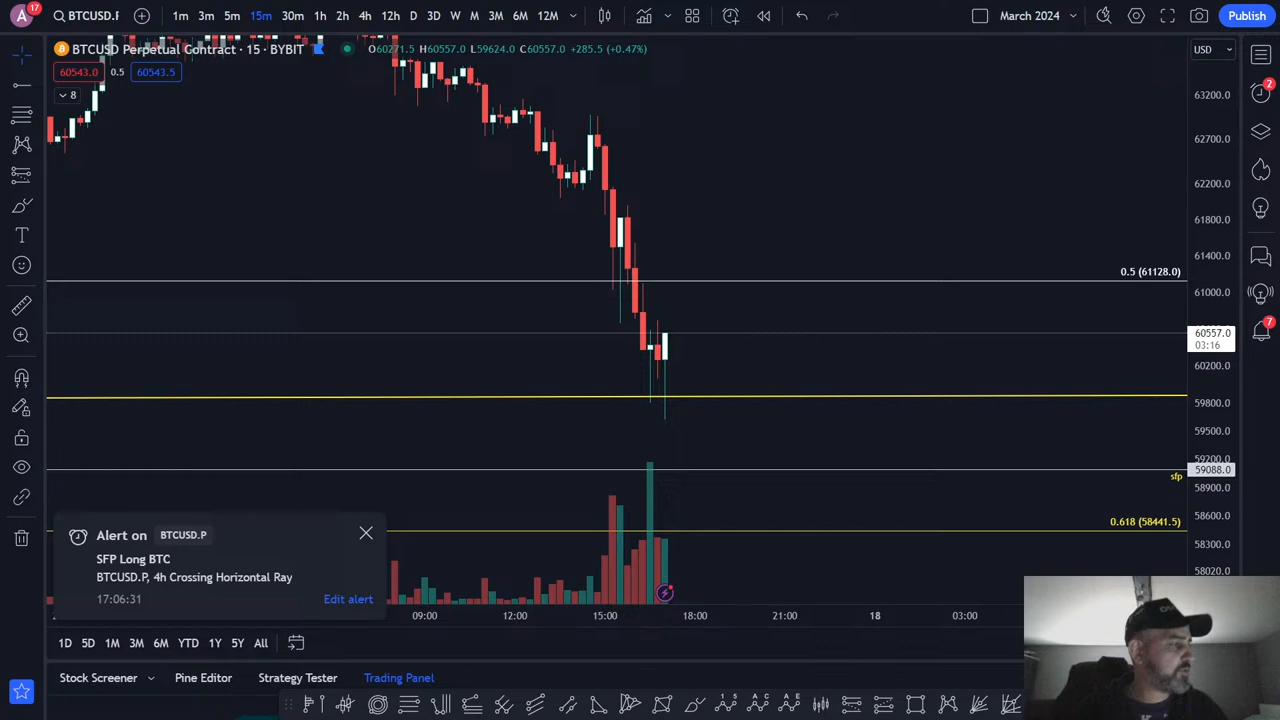 A 17 BTCUSD.P 1m 3m 5m 15m 30m 1h 2h 4h 12h D 3D W M 3M 6M 12M March 2024 Publish
BTCUSD Perpetual Contract · 15 · BYBIT O60271.5 H60557.0 L59624.0 C60557.0 +285.5 (+0.47%) USD
60543.0 0.5 60543.5
8
63200.0
2
62700.0
62200.0
61800.0
61400.0
0.5 (61128.0)
61000.0
7
60557.0
03:16
60200.0
59800.0
59500.0
59200.0
59088.0
sfp
58900.0
58600.0
0.618 (58441.5)
58300.0
58020.0
Alert on BTCUSD.P
SFP Long BTC
BTCUSD.P, 4h Crossing Horizontal Ray
17:06:31 Edit alert
09:00 12:00 15:00 18:00 21:00 18 03:00
1D 5D 1M 3M 6M YTD 1Y 5Y All
Stock Screener Pine Editor Strategy Tester Trading Panel